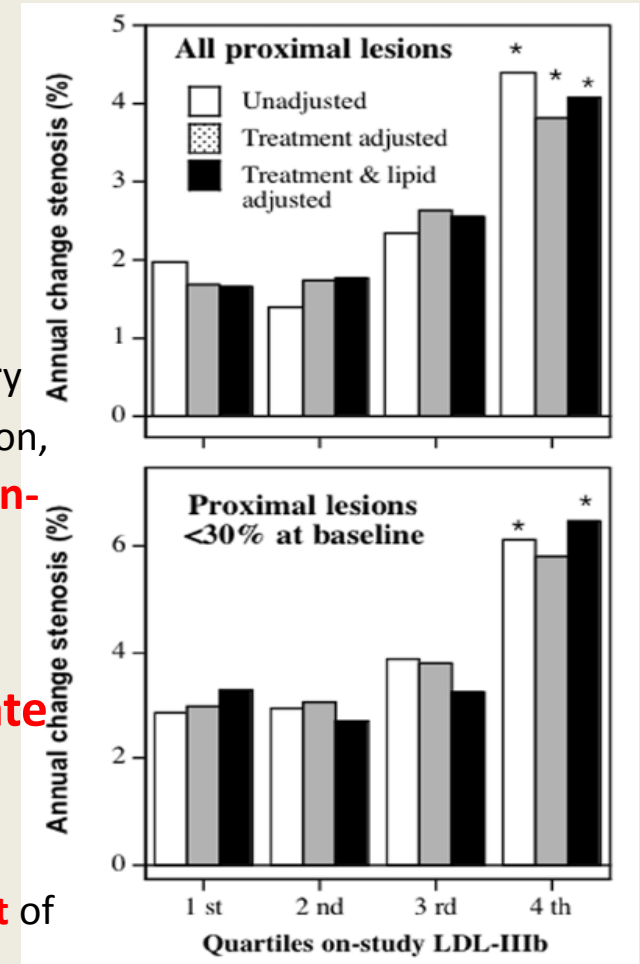 ry
on,
n-
te
t of
Annual change stenosis (%)
5
4
3
2
1
0
All proximal lesions
Unadjusted
Treatment adjusted
Treatment & lipid
adjusted
*
*
*
Annual change stenosis (%)
6
4
2
0
Proximal lesions
<30% at baseline
*
*
1 st 2 nd 3 rd 4 th
Quartiles on-study LDL-IIIb